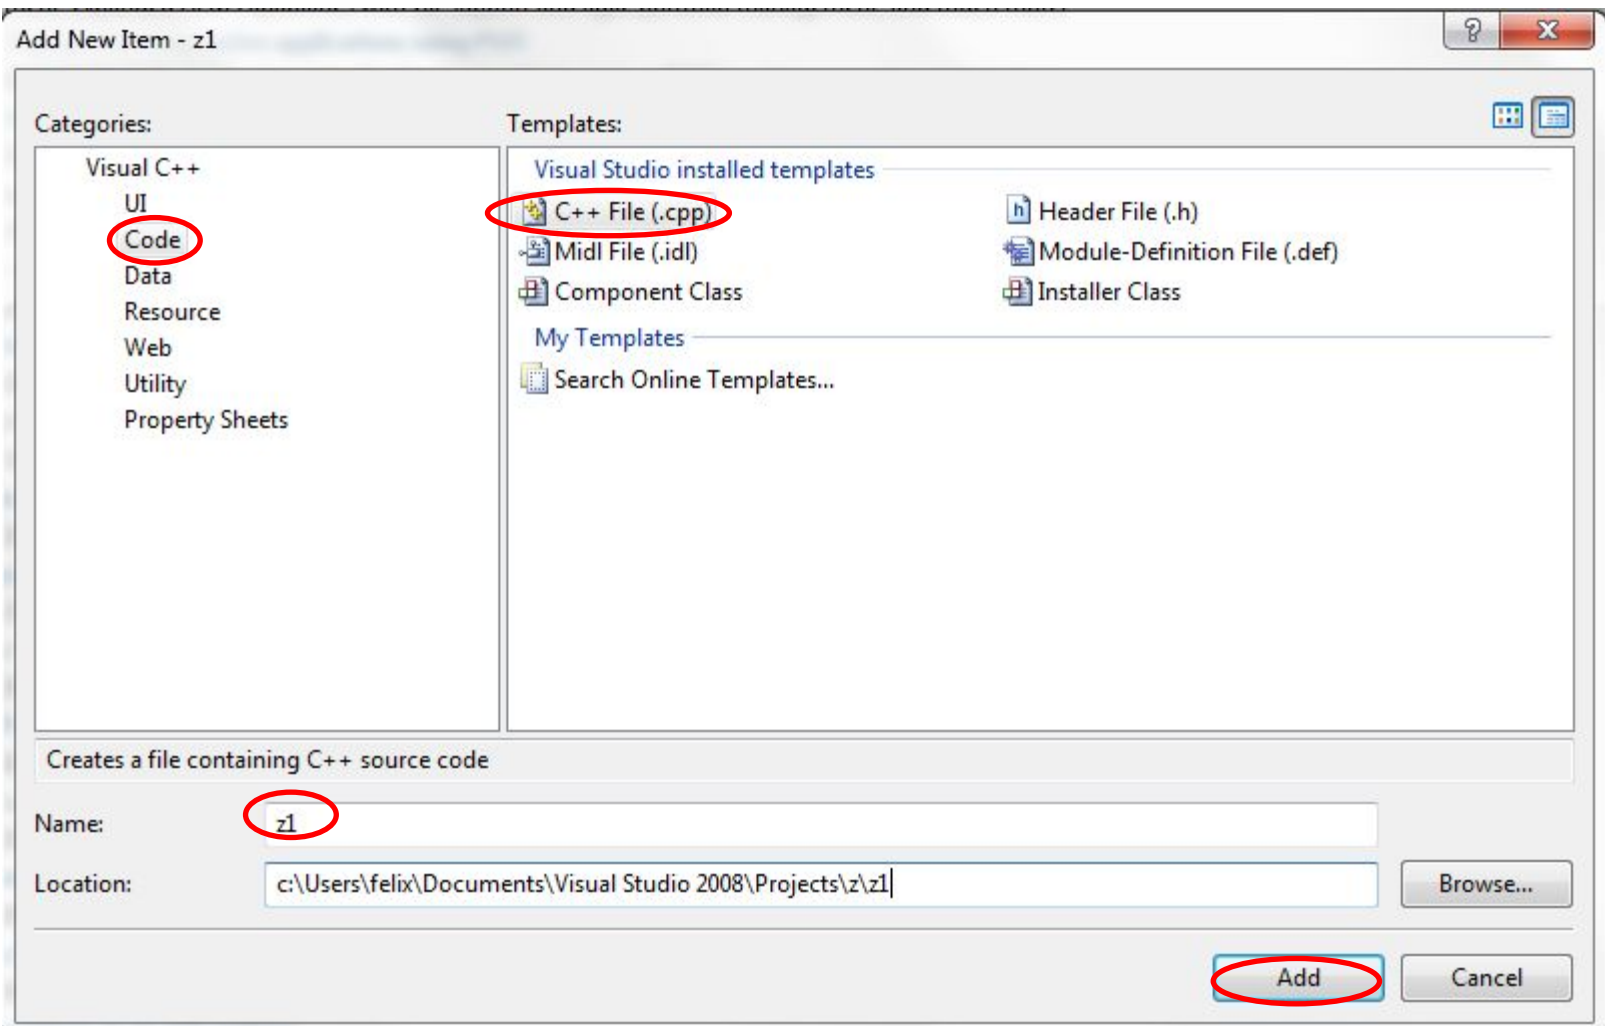 Add New Item - z1
Categories:
Templates:
Visual C++
UI
Code
Data
Resource
Web
Utility
Property Sheets
Visual Studio installed templates
C++ File (.cpp)
Header File (.h)
Midl File (.idl)
Module-Definition File (.def)
Component Class
Installer Class
My Templates
Search Online Templates...
Creates a file containing C++ source code
Name:
z1
Location:
c:\Users\felix\Documents\Visual Studio 2008\Projects\z\z1
Browse...
Add
Cancel